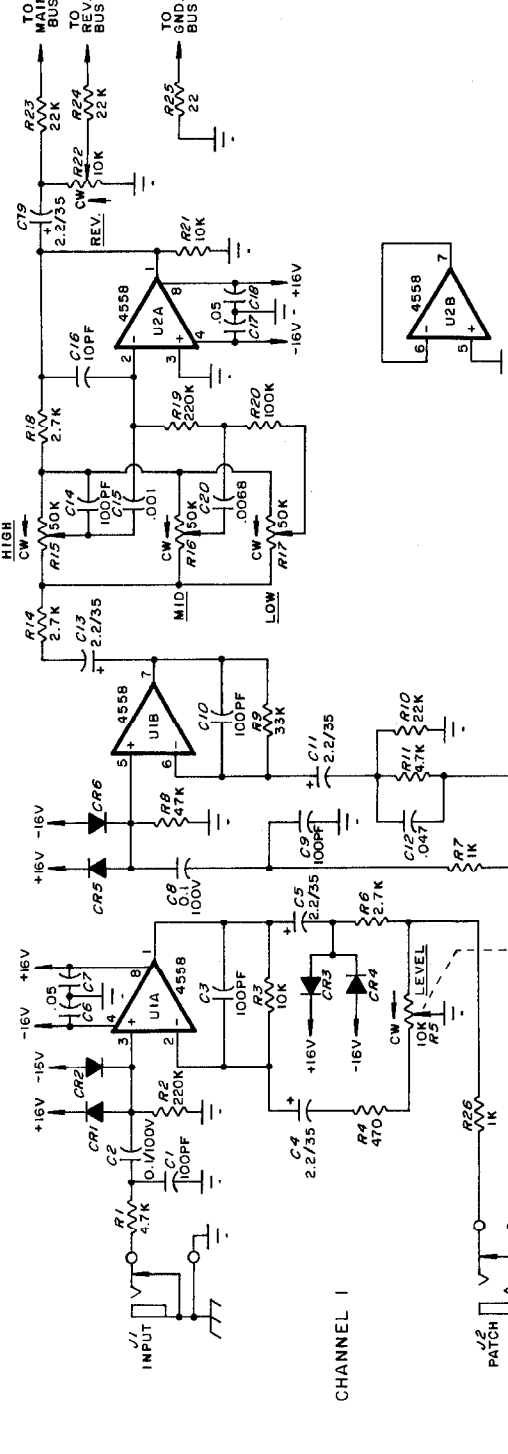 CHANNEL 1
J1
INPUT
R1
4.7K
C1
100PF
C2
0.1/100V
R2
220K
CR1
CR2
+16V
-16V
3
+
2
-
U1A
4
8
1
4558
-16V
+16V
.05
C6
C7
C3
100PF
R3
10K
C4
2.2/35
R4
470
C5
2.2/35
+16V
CR3
-16V
CR4
R6
2.7K
CW
10K
R5
LEVEL
J2
PATCH
R26
1K
R7
1K
C9
100PF
C8
0.1
100V
+16V
-16V
CR5
CR6
R8
47K
5
+
6
-
U1B
7
4558
C10
100PF
R9
33K
C11
2.2/35
+
C12
.047
R11
4.7K
R10
22K
C13
2.2/35
+
R14
2.7K
HIGH
CW
50K
R15
C14
100PF
C15
.001
MID
CW
50K
R16
C20
.0068
LOW
CW
50K
R17
R18
2.7K
C16
10PF
R19
220K
R20
100K
2
-
3
+
U2A
4
8
1
4558
.05
C17
C18
-16V
+16V
R21
10K
C19
2.2/35
+
CW
REV.
R22
10K
R23
22K
R24
22K
TO
MAIN
BUS
TO
REV.
BUS
R25
22
TO
GND.
BUS
6
-
5
+
U2B
7
4558